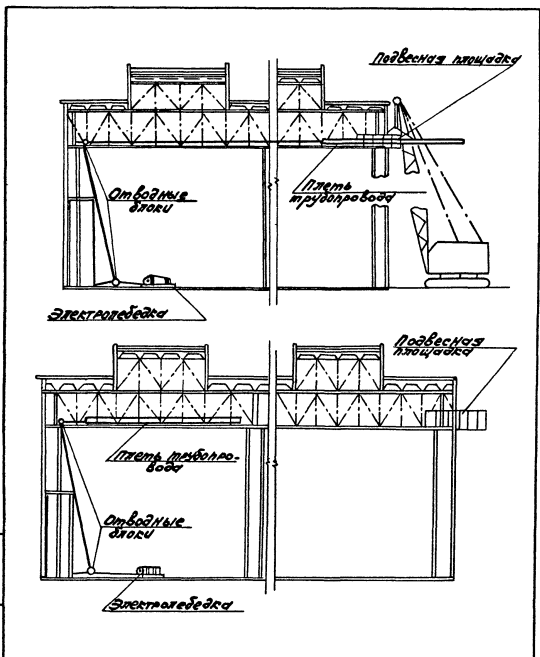 Подвесная площадка
Отводные
блоки
Плеть
трубопровода
Электролебедка
Подвесная
площадка
Плеть трубопро-
вода
Отводные
блоки
Электролебедка